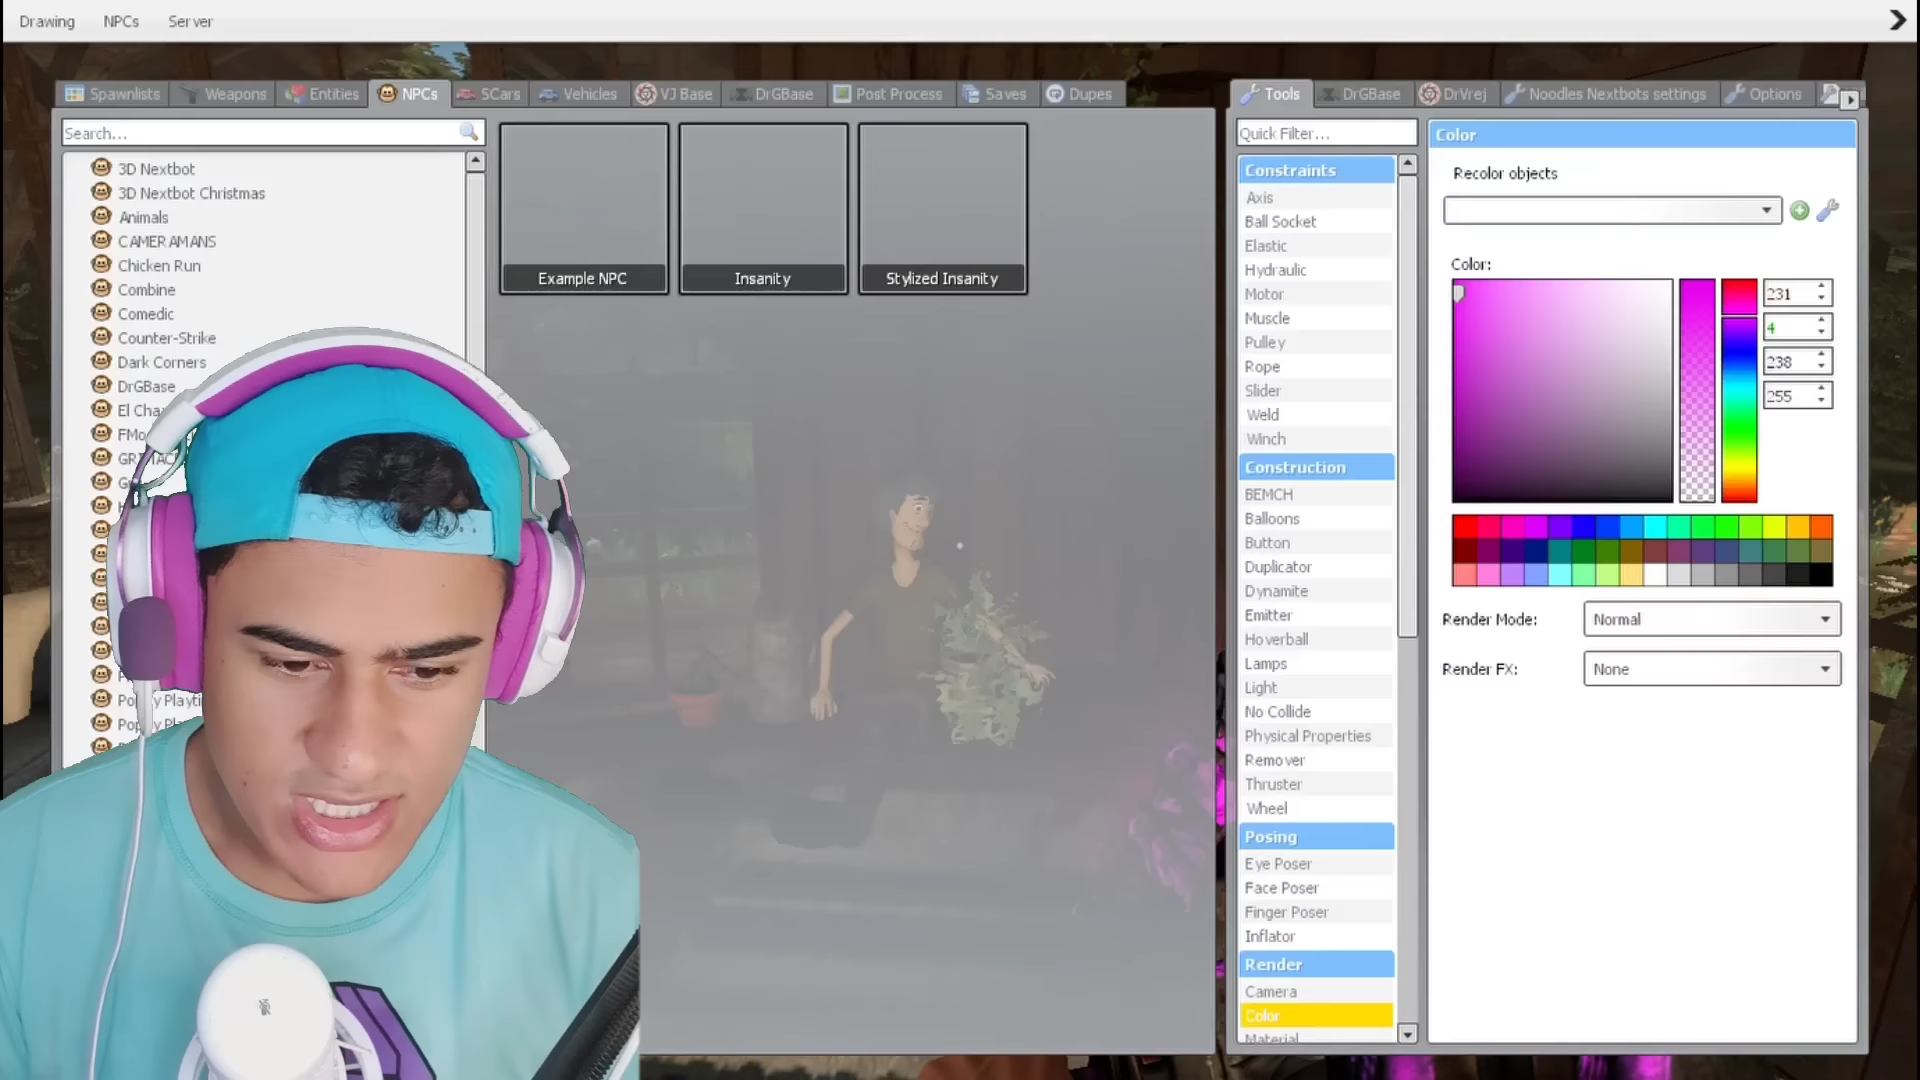 Drawing NPCs Server
Spawnlists Weapons Entities NPCs SCars Vehicles VJ Base DrGBase Post Process Saves Dupes
Tools DrGBase DrVrej Noodles Nextbots settings Options
Search...
3D Nextbot
3D Nextbot Christmas
Animals
CAMERAMANS
Chicken Run
Combine
Comedic
Counter-Strike
Dark Corners
DrGBase
El Cha
FMo
Example NPC
Insanity
Stylized Insanity
Quick Filter...
Constraints
Axis
Ball Socket
Elastic
Hydraulic
Motor
Muscle
Pulley
Rope
Slider
Weld
Winch
Construction
BEMCH
Balloons
Button
Duplicator
Dynamite
Emitter
Hoverball
Lamps
Light
No Collide
Physical Properties
Remover
Thruster
Wheel
Posing
Eye Poser
Face Poser
Finger Poser
Inflator
Render
Camera
Color
Material
Color
Recolor objects
Color:
231
4
238
255
Render Mode: Normal
Render FX: None